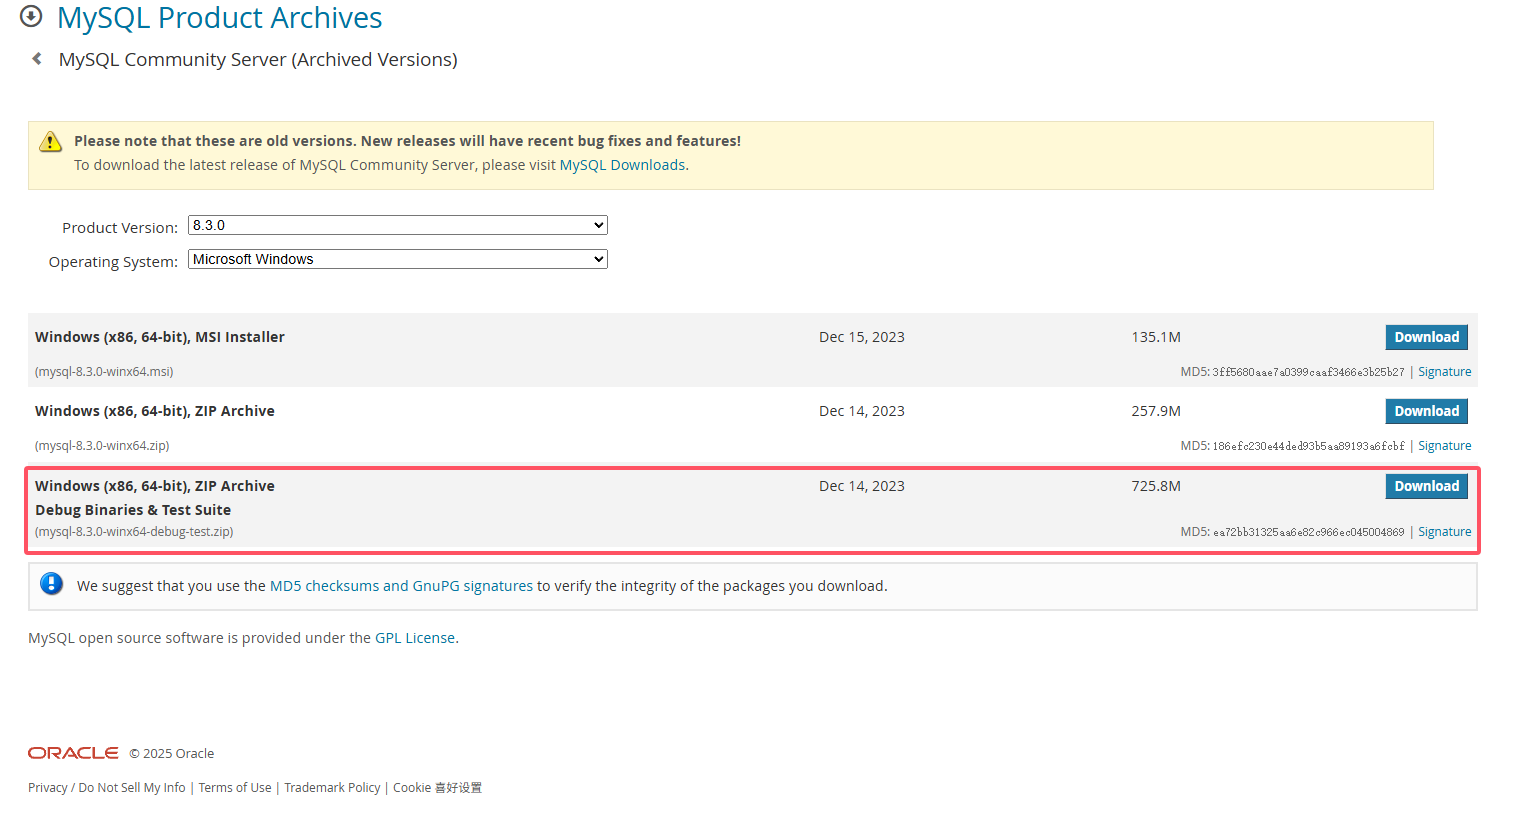 MySQL Product Archives
MySQL Community Server (Archived Versions)
Please note that these are old versions. New releases will have recent bug fixes and features!
To download the latest release of MySQL Community Server, please visit MySQL Downloads.
Product Version: 8.3.0
Operating System: Microsoft Windows
Windows (x86, 64-bit), MSI Installer Dec 15, 2023 135.1M Download
(mysql-8.3.0-winx64.msi) MD5: 3ff5680aae7a0399caaf3466e3b25b27 | Signature
Windows (x86, 64-bit), ZIP Archive Dec 14, 2023 257.9M Download
(mysql-8.3.0-winx64.zip) MD5: 186efc230e44ded93b5aa89193a6fcbf | Signature
Windows (x86, 64-bit), ZIP Archive Dec 14, 2023 725.8M Download
Debug Binaries & Test Suite
(mysql-8.3.0-winx64-debug-test.zip) MD5: ea72bb31325aa6e82c966ec045004869 | Signature
We suggest that you use the MD5 checksums and GnuPG signatures to verify the integrity of the packages you download.
MySQL open source software is provided under the GPL License.
ORACLE © 2025 Oracle
Privacy / Do Not Sell My Info | Terms of Use | Trademark Policy | Cookie 喜好设置